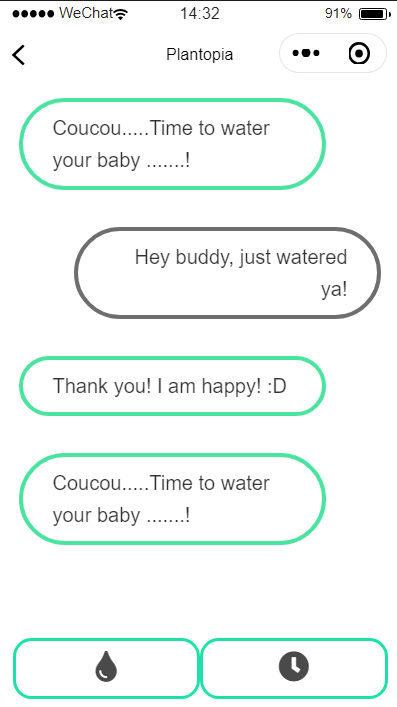 WeChat 14:32 91%
Plantopia
Coucou.....Time to water
your baby .......!
Hey buddy, just watered
ya!
Thank you! I am happy! :D
Coucou.....Time to water
your baby .......!